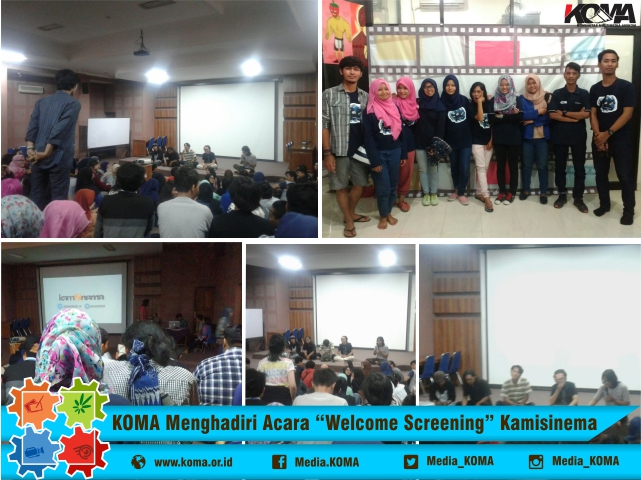 KOMA
kamisinema
KOMA Menghadiri Acara “Welcome Screening” Kamisinema
www.koma.or.id
Media.KOMA
Media_KOMA
Media_KOMA